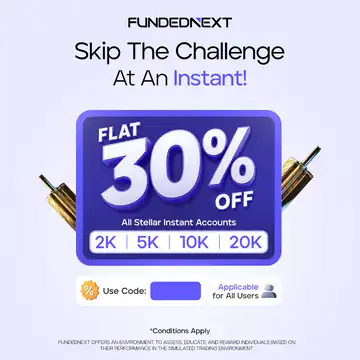 FUNDEDNEXT
Skip The Challenge
At An Instant!
FLAT
30%
OFF
All Stellar Instant Accounts
2K | 5K | 10K | 20K
% Use Code:
Applicable
for All Users
*Conditions Apply
FUNDEDNEXT OFFERS AN ENVIRONMENT TO ASSESS, EDUCATE, AND REWARD INDIVIDUALS BASED ON
THEIR PERFORMANCE IN THE SIMULATED TRADING ENVIRONMENT.